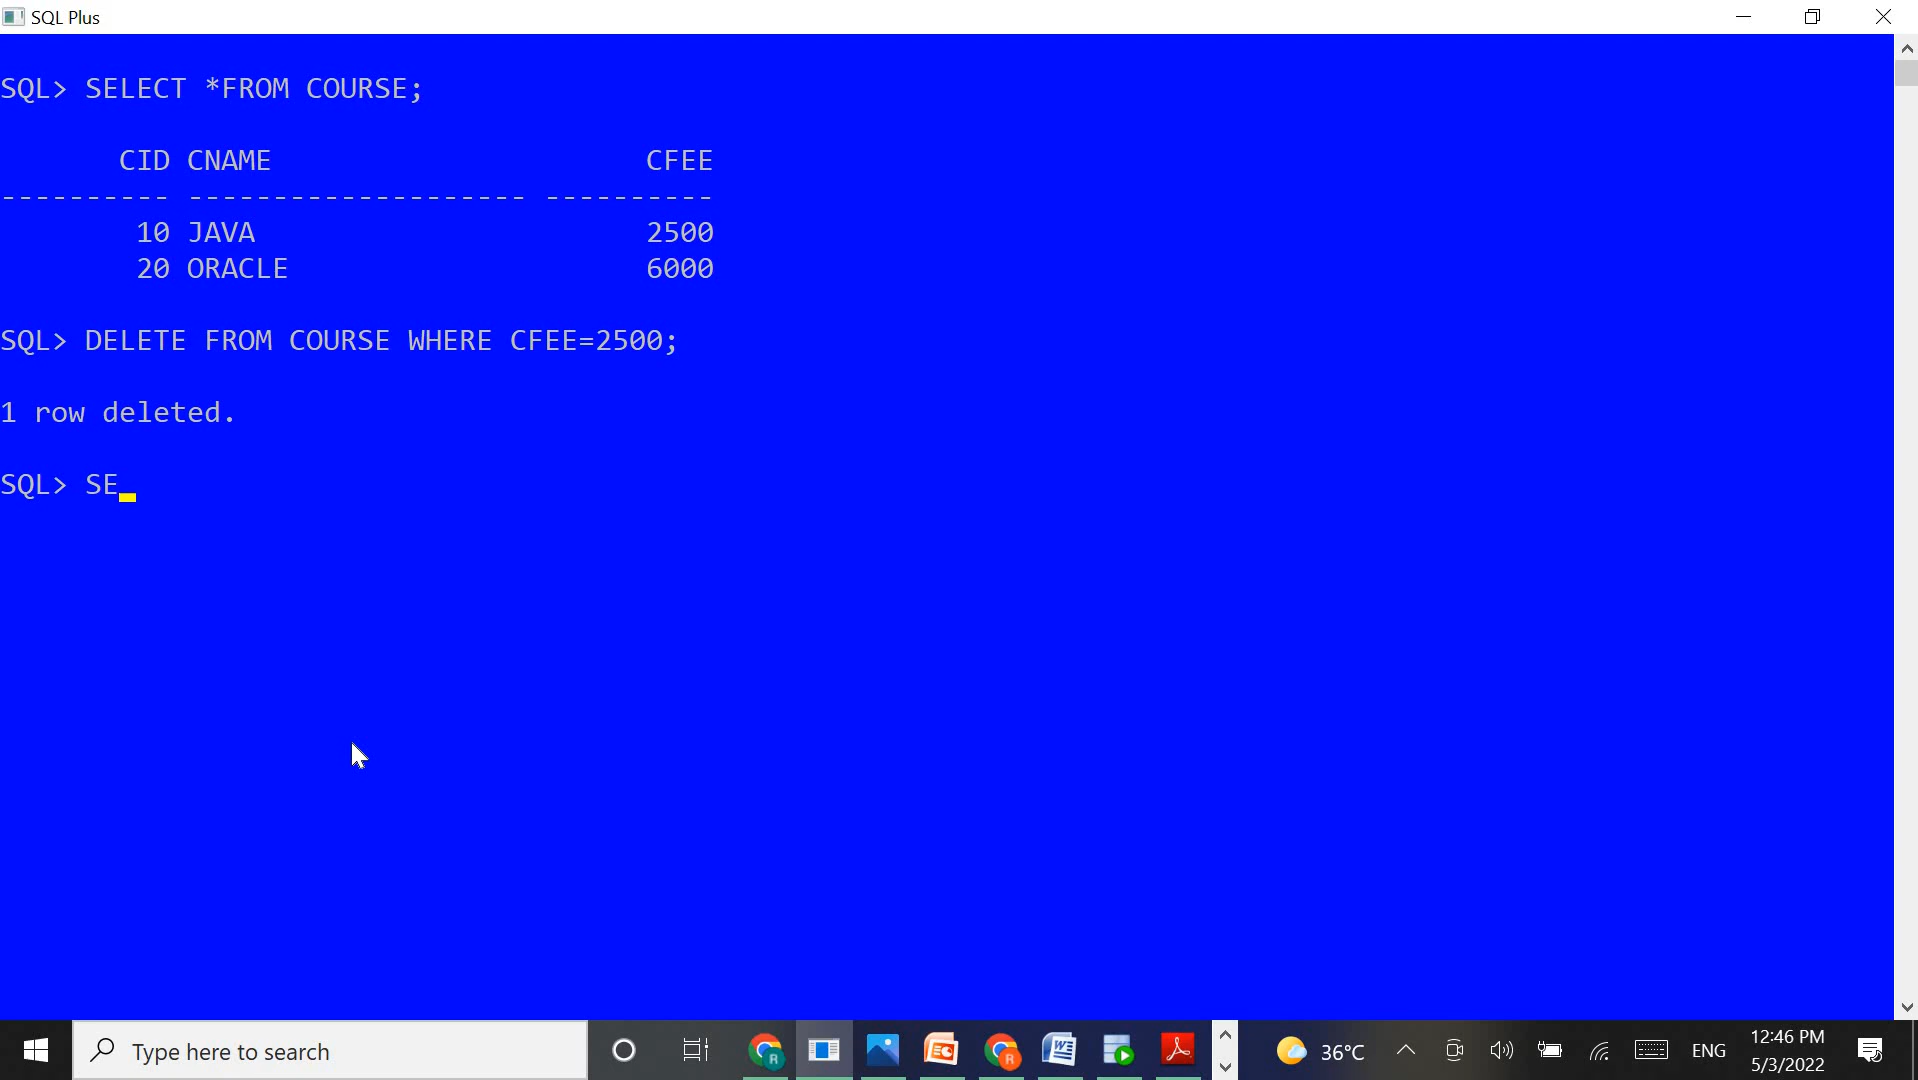 SQL Plus
SQL> SELECT *FROM COURSE;
CID CNAME CFEE
---------- -------------------- ----------
10 JAVA 2500
20 ORACLE 6000
SQL> DELETE FROM COURSE WHERE CFEE=2500;
1 row deleted.
SQL> SE
Type here to search
36°C
ENG
12:46 PM
5/3/2022